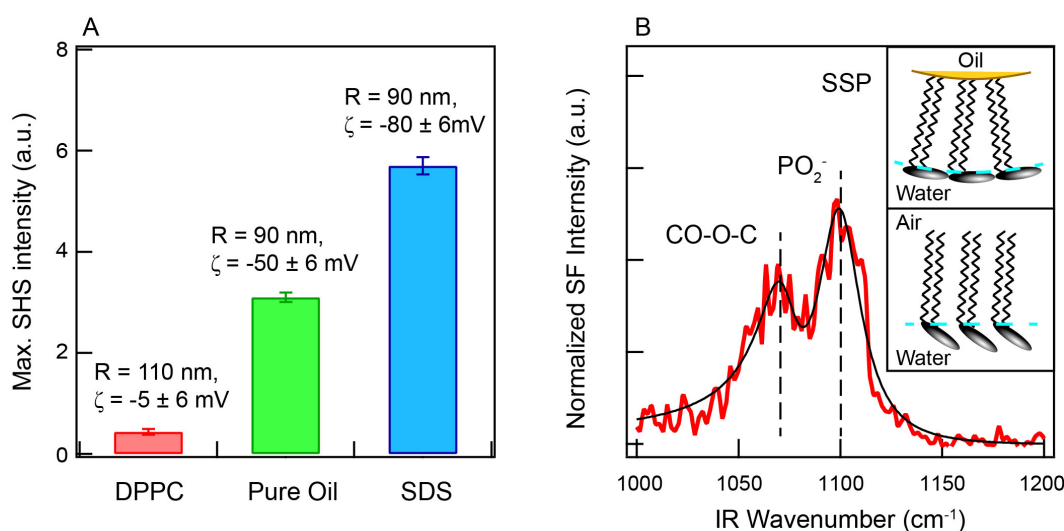 A
8
6
4
2
0
Max. SHS intensity (a.u.)
R = 110 nm,
ζ = -5 ± 6 mV
R = 90 nm,
ζ = -50 ± 6 mV
R = 90 nm,
ζ = -80 ± 6mV
DPPC
Pure Oil
SDS
B
Normalized SF Internsity (a.u.)
CO-O-C
PO₂⁻
SSP
Oil
Water
Air
Water
1000
1050
1100
1150
1200
IR Wavenumber (cm⁻¹)